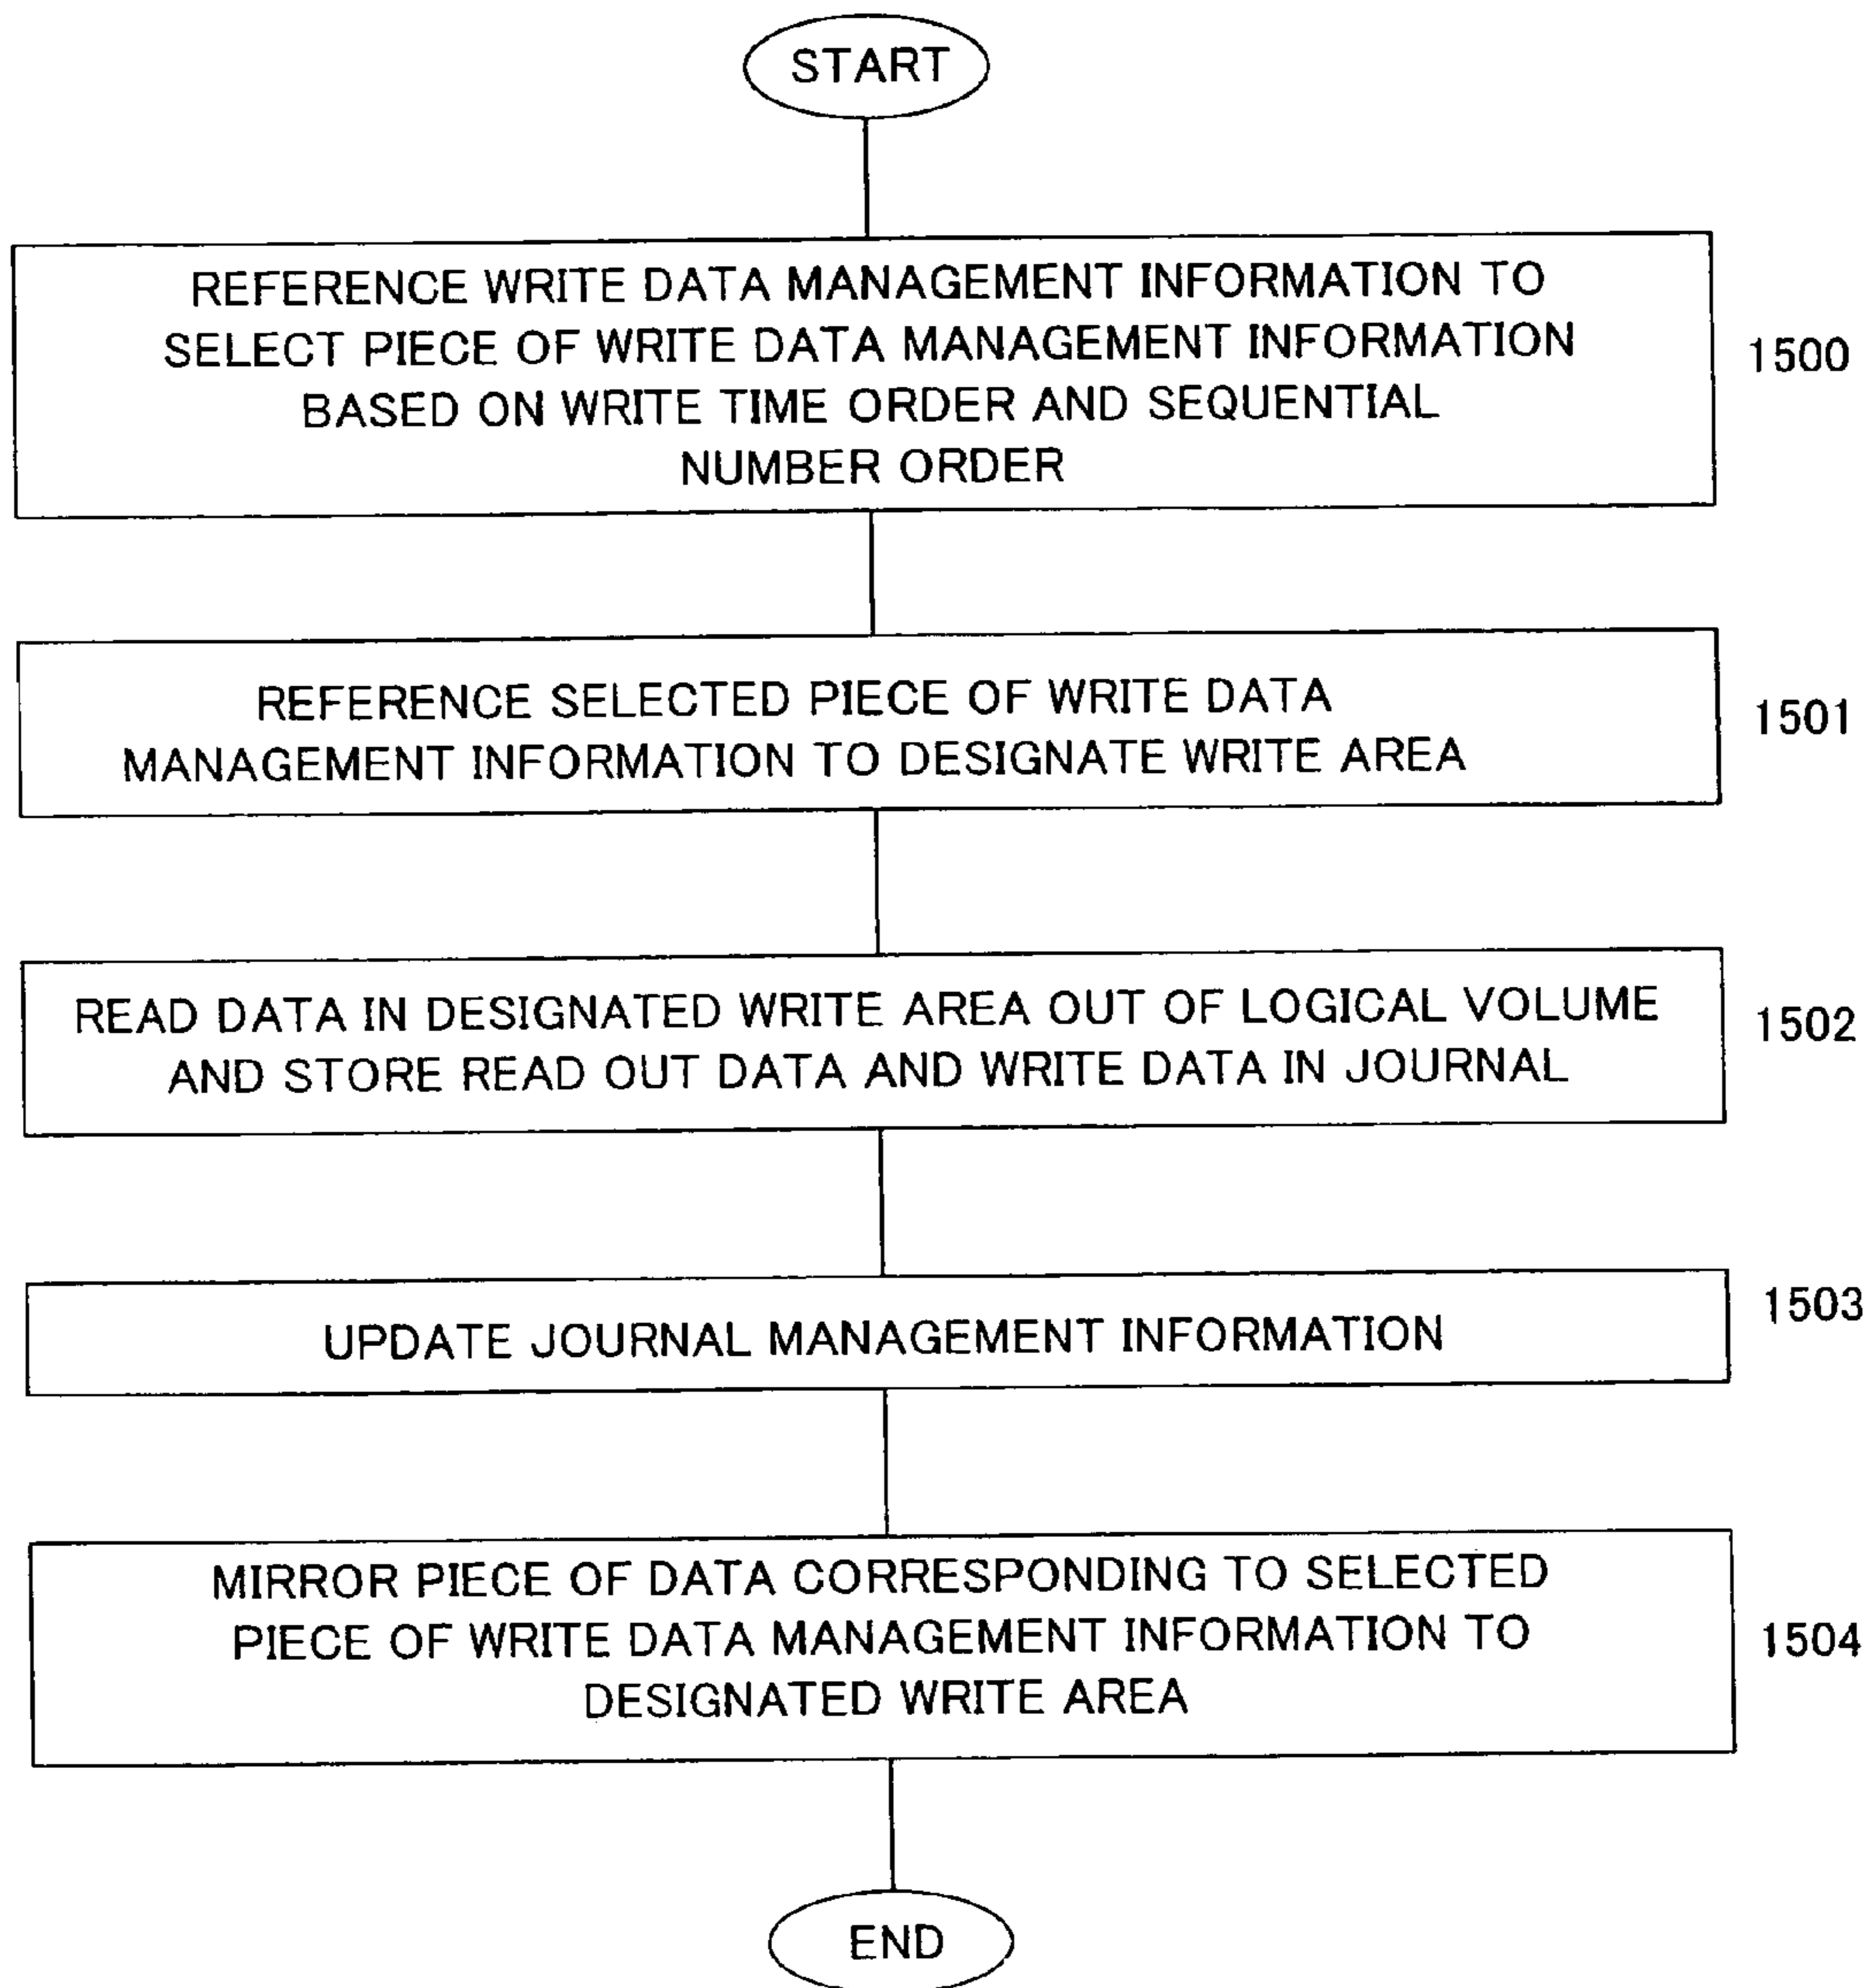 START
REFERENCE WRITE DATA MANAGEMENT INFORMATION TO
SELECT PIECE OF WRITE DATA MANAGEMENT INFORMATION
BASED ON WRITE TIME ORDER AND SEQUENTIAL
NUMBER ORDER
1500
REFERENCE SELECTED PIECE OF WRITE DATA
MANAGEMENT INFORMATION TO DESIGNATE WRITE AREA
1501
READ DATA IN DESIGNATED WRITE AREA OUT OF LOGICAL VOLUME
AND STORE READ OUT DATA AND WRITE DATA IN JOURNAL
1502
UPDATE JOURNAL MANAGEMENT INFORMATION
1503
MIRROR PIECE OF DATA CORRESPONDING TO SELECTED
PIECE OF WRITE DATA MANAGEMENT INFORMATION TO
DESIGNATED WRITE AREA
1504
END